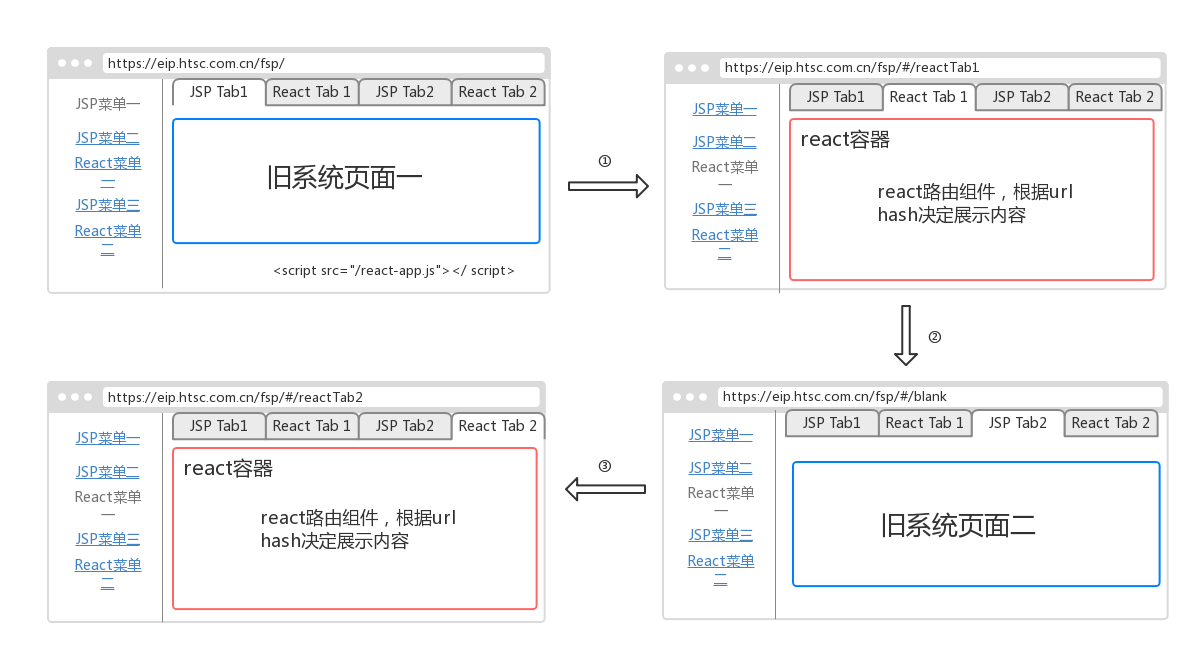 https://eip.htsc.com.cn/fsp/
JSP菜单一
JSP菜单二
React菜单
一
JSP菜单三
React菜单
二
JSP Tab1
React Tab 1
JSP Tab2
React Tab 2
旧系统页面一
<script src="/react-app.js"></ script>
①
https://eip.htsc.com.cn/fsp/#/reactTab1
JSP菜单一
JSP菜单二
React菜单
一
JSP菜单三
React菜单
二
JSP Tab1
React Tab 1
JSP Tab2
React Tab 2
react容器
react路由组件，根据url
hash决定展示内容
②
https://eip.htsc.com.cn/fsp/#/blank
JSP菜单一
JSP菜单二
React菜单
一
JSP菜单三
React菜单
二
JSP Tab1
React Tab 1
JSP Tab2
React Tab 2
旧系统页面二
③
https://eip.htsc.com.cn/fsp/#/reactTab2
JSP菜单一
JSP菜单二
React菜单
一
JSP菜单三
React菜单
二
JSP Tab1
React Tab 1
JSP Tab2
React Tab 2
react容器
react路由组件，根据url
hash决定展示内容